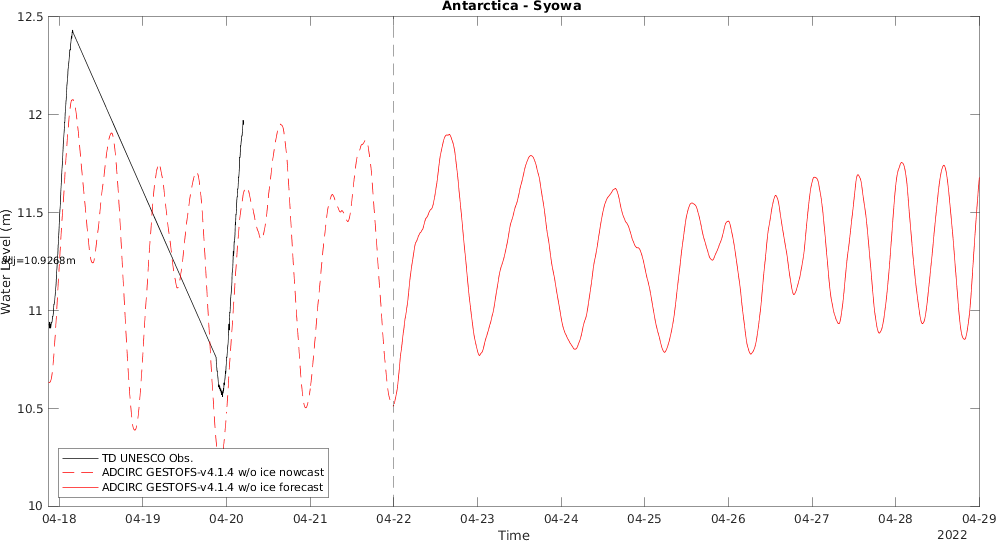 Antarctica - Syowa
12.5
12
11.5
11
10.5
10
Water Level (m)
adj=10.9268m
TD UNESCO Obs.
ADCIRC GESTOFS-v4.1.4 w/o ice nowcast
ADCIRC GESTOFS-v4.1.4 w/o ice forecast
04-18 04-19 04-20 04-21 04-22 04-23 04-24 04-25 04-26 04-27 04-28 04-29
Time
2022